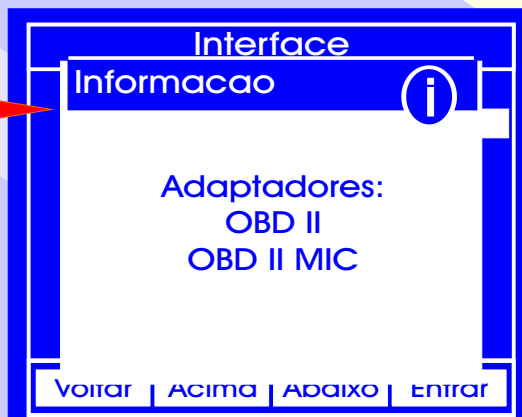 Interface
Informacao
i
Adaptadores:
OBD II
OBD II MIC
Voltar | Acima | Abaixo | Entrar